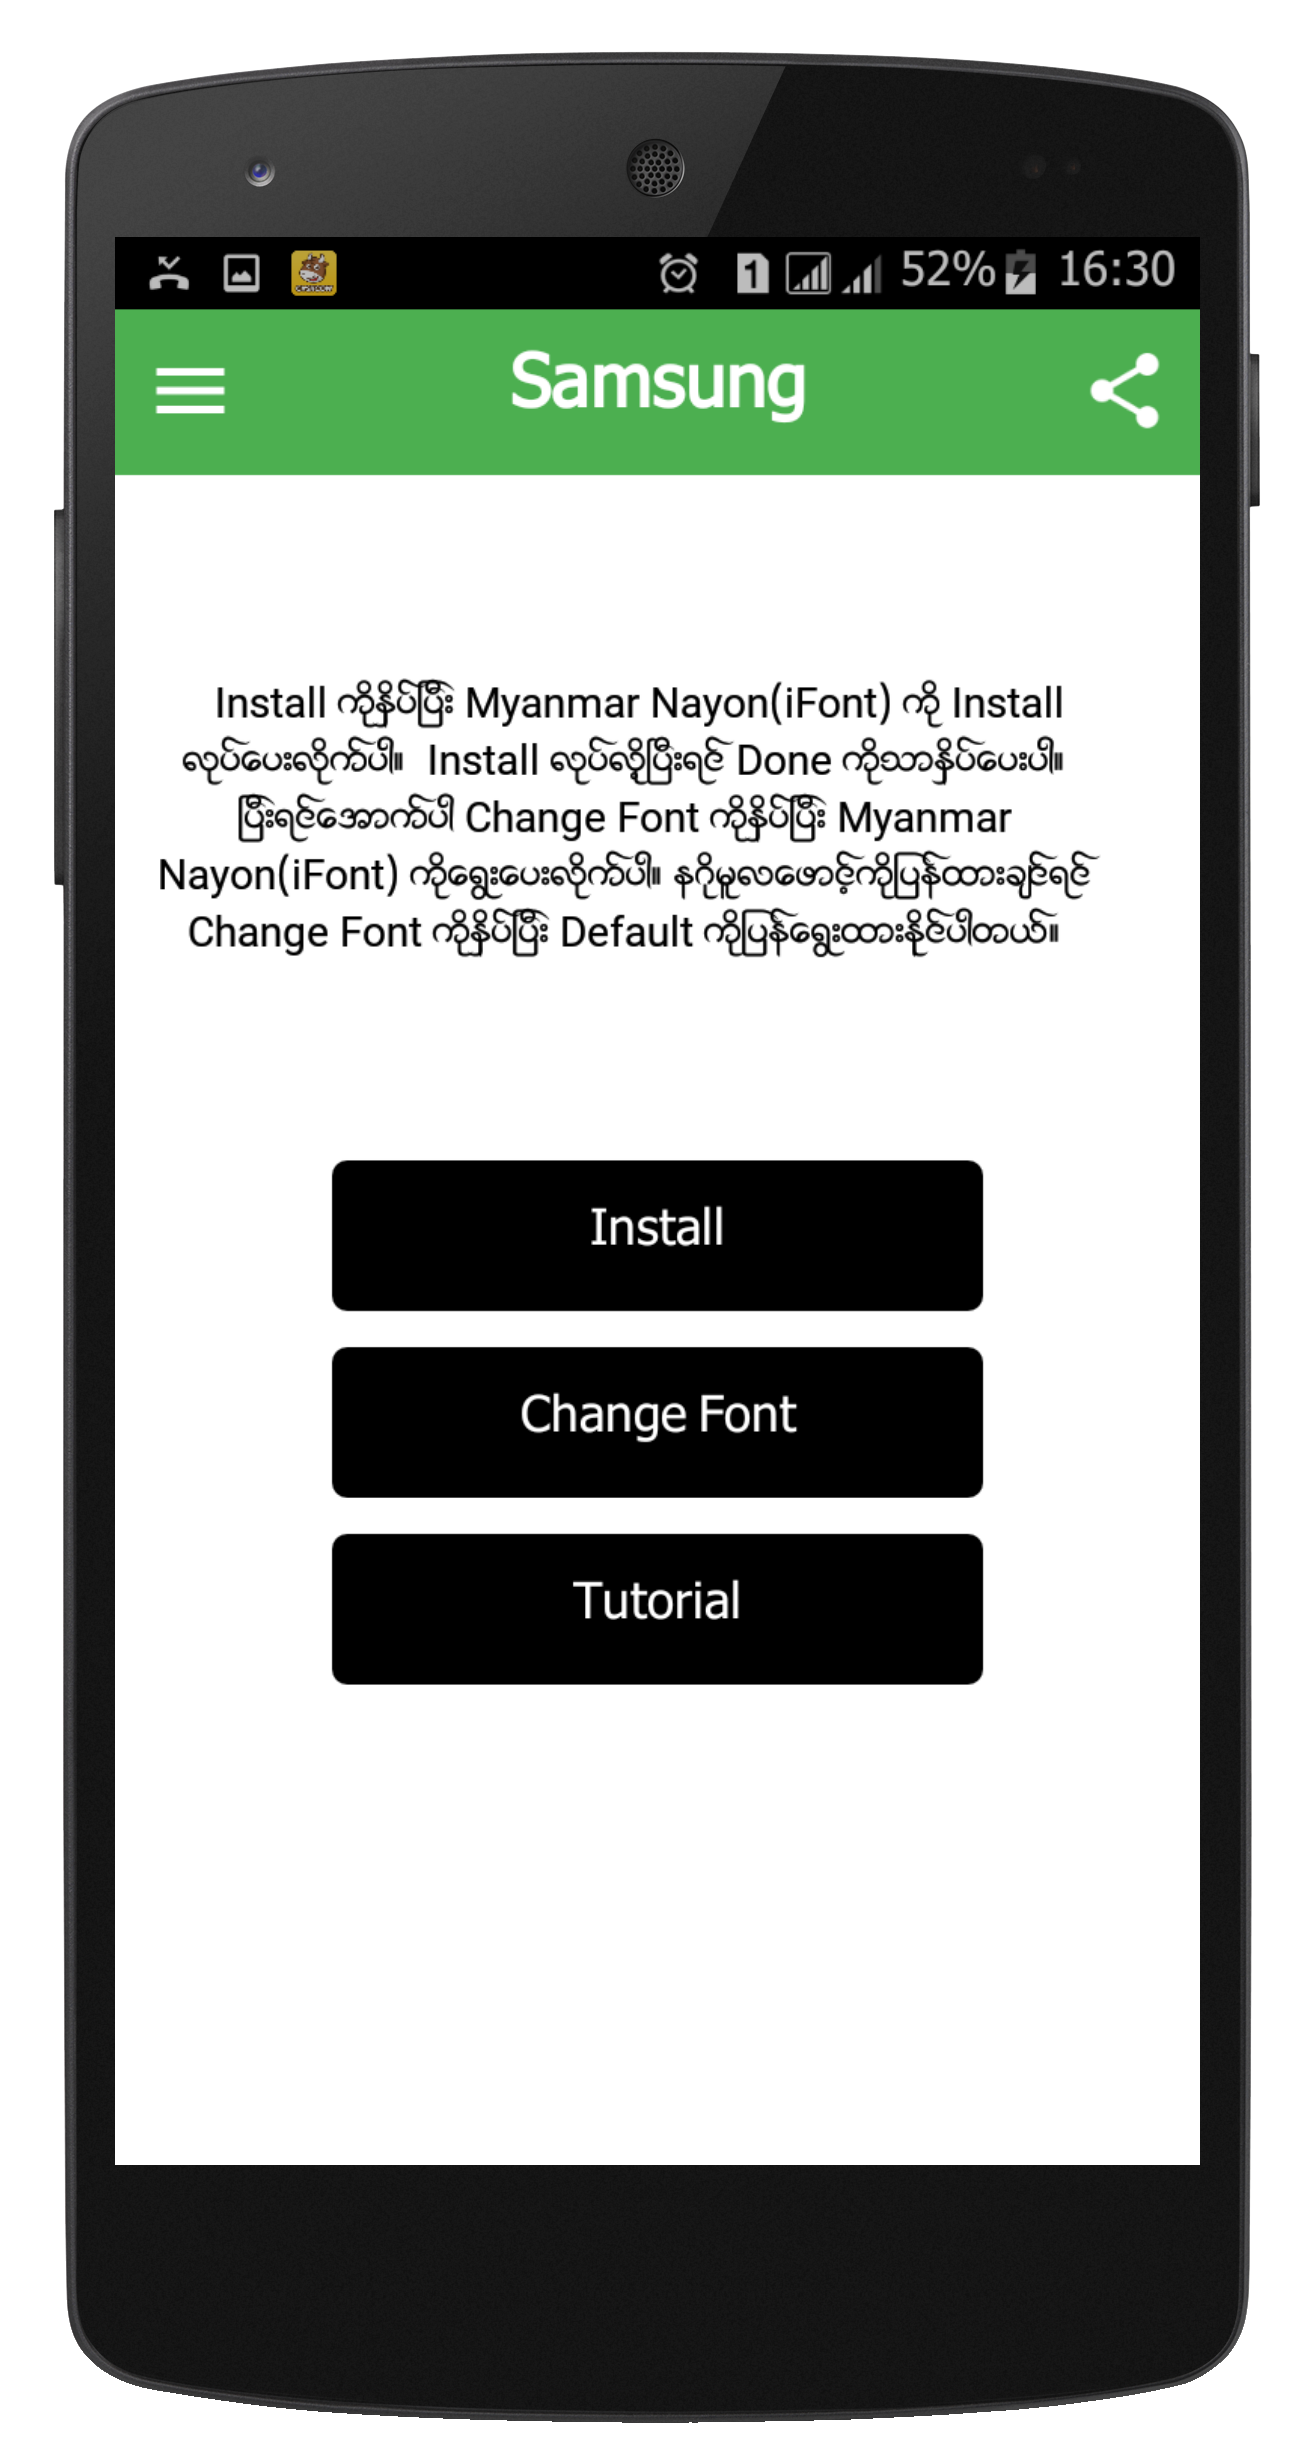 52% 16:30
Samsung
Install ကိုနှိပ်ပြီး Myanmar Nayon(iFont) ကို Install
လုပ်ပေးလိုက်ပါ။ Install လုပ်လို့ပြီးရင် Done ကိုသာနှိပ်ပေးပါ။
ပြီးရင်အောက်ပါ Change Font ကိုနှိပ်ပြီး Myanmar
Nayon(iFont) ကိုရွေးပေးလိုက်ပါ။ နဂိုမူလဖောင့်ကိုပြန်ထားချင်ရင်
Change Font ကိုနှိပ်ပြီး Default ကိုပြန်ရွေးထားနိုင်ပါတယ်။
Install
Change Font
Tutorial